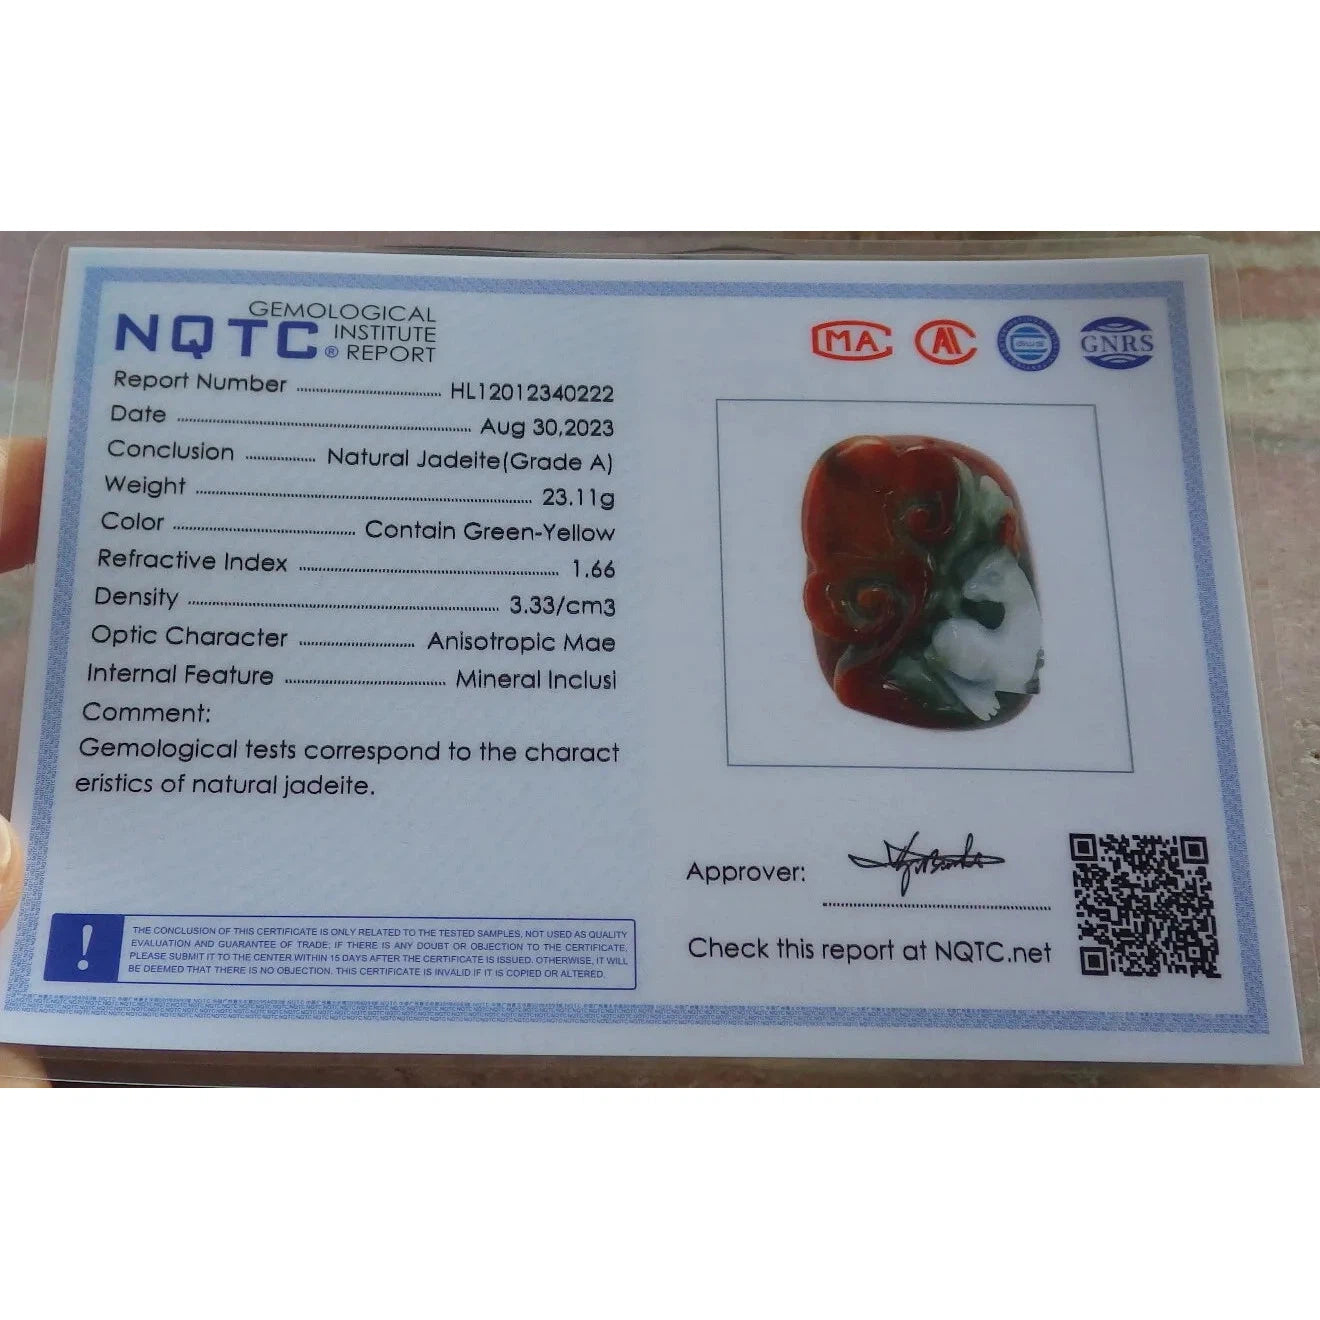 NQTC® GEMOLOGICAL INSTITUTE REPORT
Report Number HL12012340222
Date Aug 30,2023
Conclusion Natural Jadeite(Grade A)
Weight 23.11g
Color Contain Green-Yellow
Refractive Index 1.66
Density 3.33/cm3
Optic Character Anisotropic Mae
Internal Feature Mineral Inclusi
Comment:
Gemological tests correspond to the charact
eristics of natural jadeite.
! THE CONCLUSION OF THIS CERTIFICATE IS ONLY RELATED TO THE TESTED SAMPLES, NOT USED AS QUALITY
EVALUATION AND GUARANTEE OF TRADE; IF THERE IS ANY DOUBT OR OBJECTION TO THE CERTIFICATE,
PLEASE SUBMIT IT TO THE CENTER WITHIN 15 DAYS AFTER THE CERTIFICATE IS ISSUED. OTHERWISE, IT WILL
BE DEEMED THAT THERE IS NO OBJECTION. THIS CERTIFICATE IS INVALID IF IT IS COPIED OR ALTERED.
MA
GNRS
Approver:
Check this report at NQTC.net